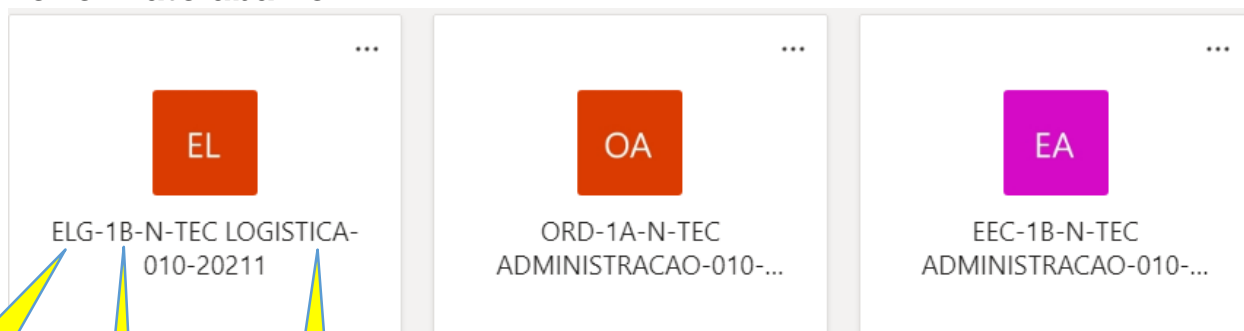 ...
...
...
EL
OA
EA
ELG-1B-N-TEC LOGISTICA-
010-20211
ORD-1A-N-TEC
ADMINISTRACAO-010-...
EEC-1B-N-TEC
ADMINISTRACAO-010-...